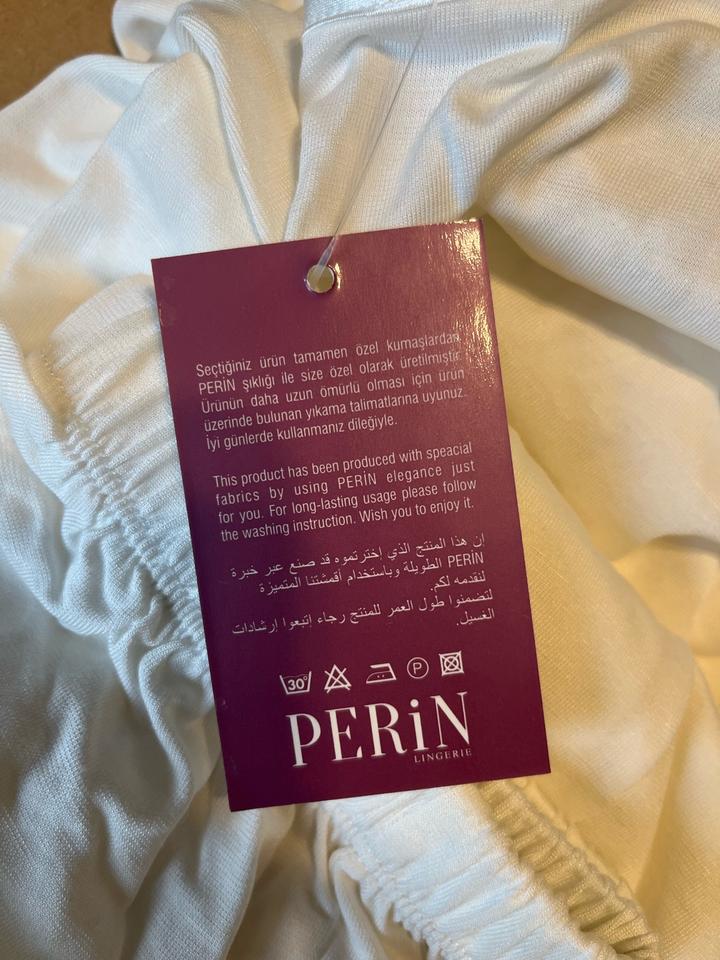 Seçtiğiniz ürün tamamen özel kumaşlardan
PERİN şıklığı ile size özel olarak üretilmiştir.
Ürünün daha uzun ömürlü olması için ürün
üzerinde bulunan yıkama talimatlarına uyunuz.
İyi günlerde kullanmanız dileğiyle.
This product has been produced with speacial
fabrics by using PERİN elegance just
for you. For long-lasting usage please follow
the washing instruction. Wish you to enjoy it.
إن هذا المنتج الذي إخترتموه قد صنع عبر خبرة
PERİN الطويلة وباستخدام أقمشتنا المتميزة
لنقدمه لكم.
لتضمنوا طول العمر للمنتج رجاء إتبعوا إرشادات
الغسيل.
30° P
PERiN
LINGERIE